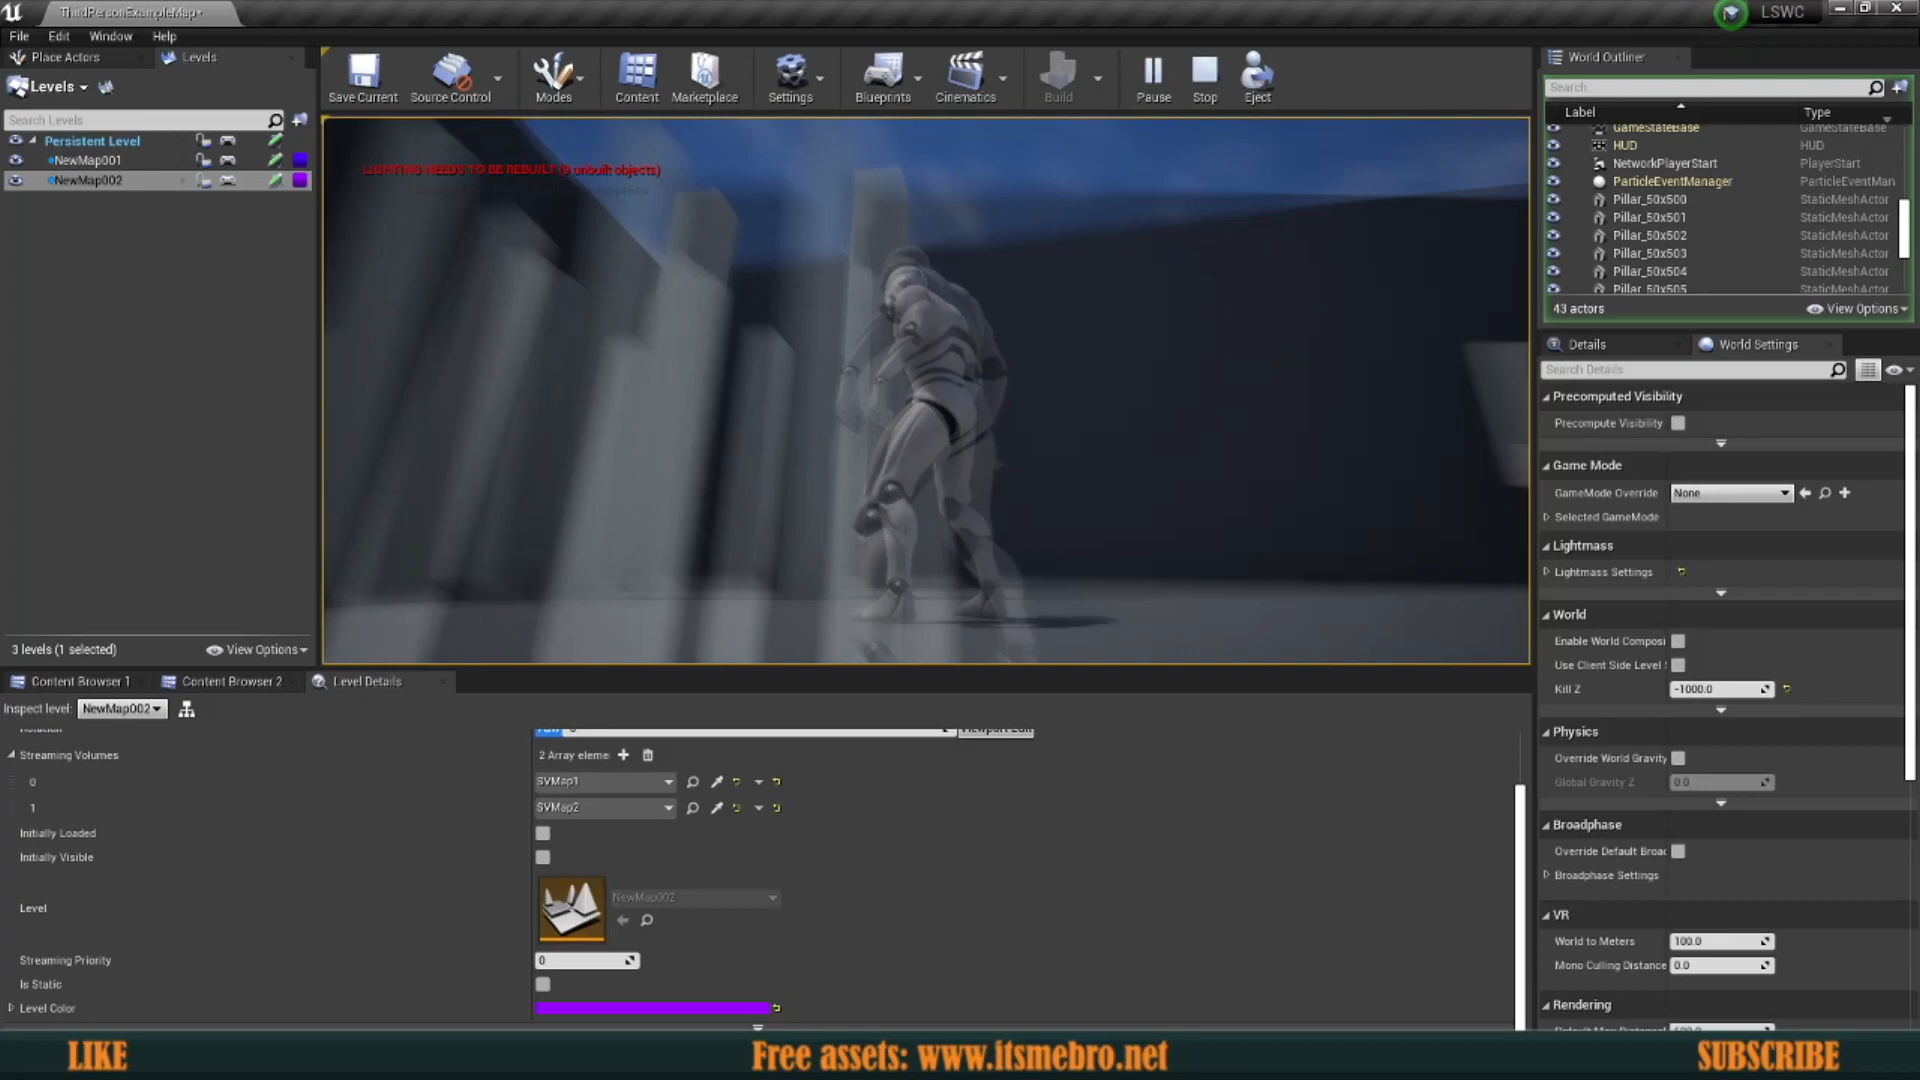 ThirdPersonExampleMap*
LSWC
File Edit Window Help
Place Actors
Levels
Levels
Search Levels
Persistent Level
NewMap001
NewMap002
3 levels (1 selected)
View Options
Save Current
Source Control
Modes
Content
Marketplace
Settings
Blueprints
Cinematics
Build
Pause
Stop
Eject
LIGHTING NEEDS TO BE REBUILT (9 unbuilt objects)
World Outliner
Search
Label Type
GameStateBase GameStateBase
HUD HUD
NetworkPlayerStart PlayerStart
ParticleEventManager ParticleEventMan
Pillar_50x500 StaticMeshActor
Pillar_50x501 StaticMeshActor
Pillar_50x502 StaticMeshActor
Pillar_50x503 StaticMeshActor
Pillar_50x504 StaticMeshActor
Pillar_50x505 StaticMeshActor
43 actors
View Options
Details
World Settings
Search Details
Precomputed Visibility
Precompute Visibility
Game Mode
GameMode Override None
Selected GameMode
Lightmass
Lightmass Settings
World
Enable World Composi
Use Client Side Level
Kill Z -1000.0
Physics
Override World Gravity
Global Gravity Z 0.0
Broadphase
Override Default Broac
Broadphase Settings
VR
World to Meters 100.0
Mono Culling Distance 0.0
Rendering
Content Browser 1
Content Browser 2
Level Details
Inspect level: NewMap002
Rotation
Viewport Edit
Streaming Volumes 2 Array eleme
0 SVMap1
1 SVMap2
Initially Loaded
Initially Visible
Level NewMap002
Streaming Priority 0
Is Static
Level Color
LIKE
Free assets: www.itsmebro.net
SUBSCRIBE